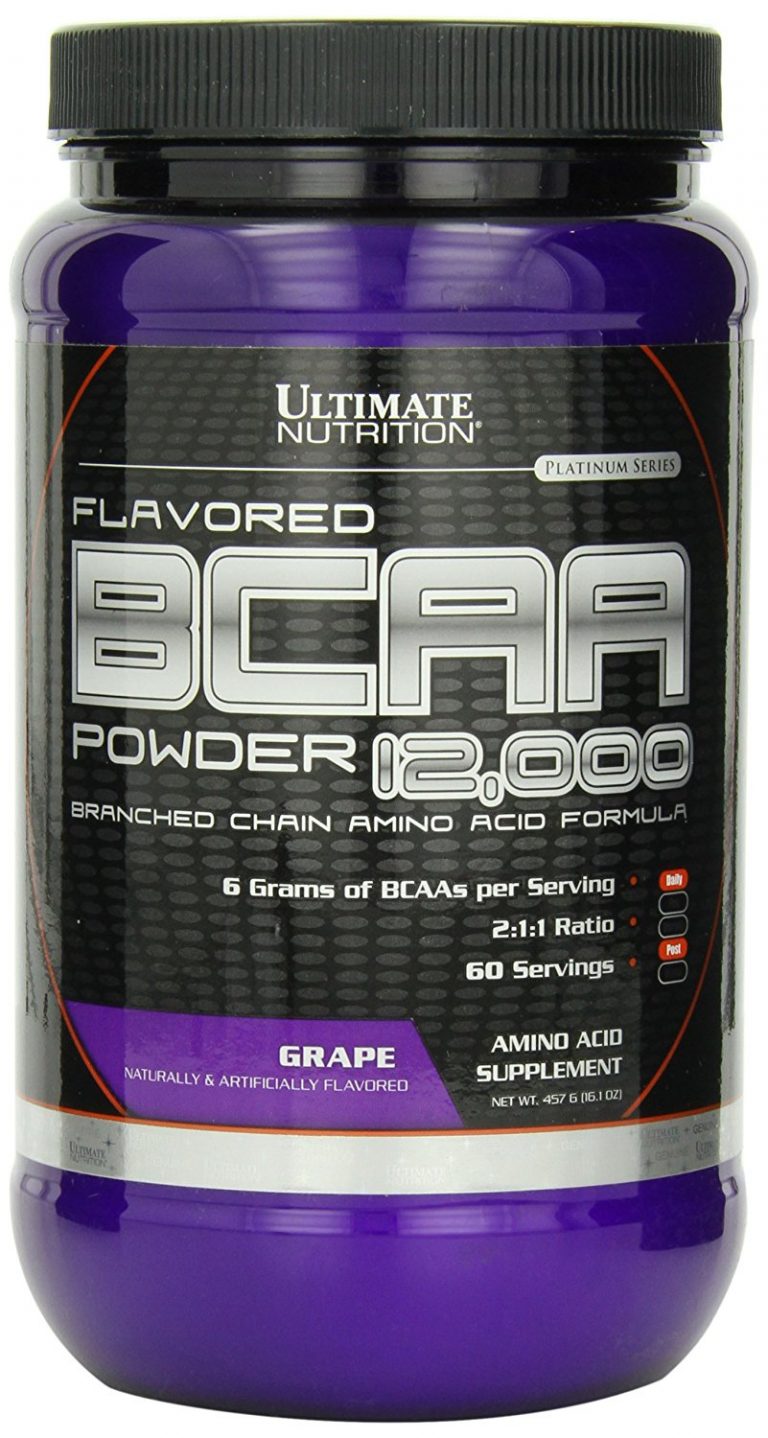 ULTIMATE
NUTRITION®
PLATINUM SERIES
FLAVORED
BCAA
POWDER 12,000
BRANCHED CHAIN AMINO ACID FORMULA
6 Grams of BCAAs per Serving • Daily
2:1:1 Ratio •
60 Servings • Post
GRAPE
NATURALLY & ARTIFICIALLY FLAVORED
AMINO ACID
SUPPLEMENT
NET WT. 457 G (16.1 OZ)
ULTIMATE
NUTRITION